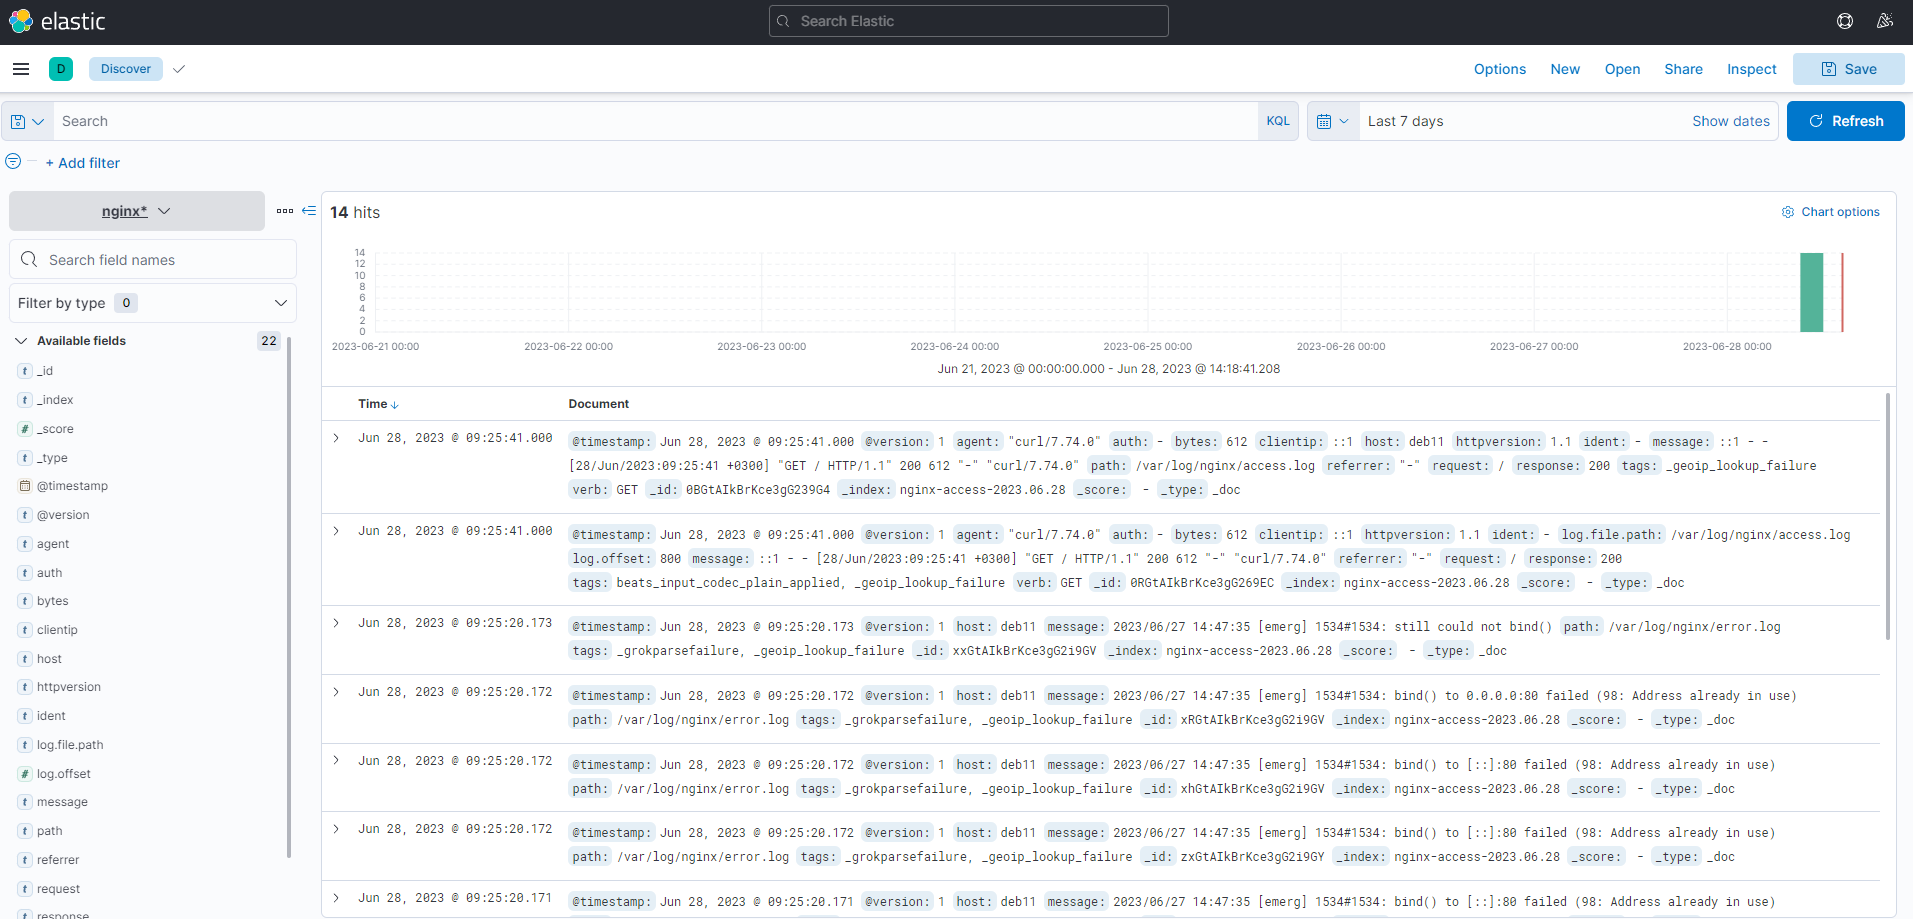 elastic
Search Elastic
D
Discover
Options
New
Open
Share
Inspect
Save
Search
KQL
Last 7 days
Show dates
Refresh
+ Add filter
nginx*
Search field names
Filter by type 0
Available fields 22
t _id
t _index
# _score
t _type
@timestamp
t @version
t agent
t auth
t bytes
t clientip
t host
t httpversion
t ident
t log.file.path
# log.offset
t message
t path
t referrer
t request
t response
14 hits
Chart options
14
12
10
8
6
4
2
0
2023-06-21 00:00 2023-06-22 00:00 2023-06-23 00:00 2023-06-24 00:00 2023-06-25 00:00 2023-06-26 00:00 2023-06-27 00:00 2023-06-28 00:00
Jun 21, 2023 @ 00:00:00.000 - Jun 28, 2023 @ 14:18:41.208
Time Document
Jun 28, 2023 @ 09:25:41.000 @timestamp: Jun 28, 2023 @ 09:25:41.000 @version: 1 agent: "curl/7.74.0" auth: - bytes: 612 clientip: ::1 host: deb11 httpversion: 1.1 ident: - message: ::1 - -
[28/Jun/2023:09:25:41 +0300] "GET / HTTP/1.1" 200 612 "-" "curl/7.74.0" path: /var/log/nginx/access.log referrer: "-" request: / response: 200 tags: _geoip_lookup_failure
verb: GET _id: 0BGtAIkBrKce3gG239G4 _index: nginx-access-2023.06.28 _score: - _type: _doc
Jun 28, 2023 @ 09:25:41.000 @timestamp: Jun 28, 2023 @ 09:25:41.000 @version: 1 agent: "curl/7.74.0" auth: - bytes: 612 clientip: ::1 httpversion: 1.1 ident: - log.file.path: /var/log/nginx/access.log
log.offset: 800 message: ::1 - - [28/Jun/2023:09:25:41 +0300] "GET / HTTP/1.1" 200 612 "-" "curl/7.74.0" referrer: "-" request: / response: 200
tags: beats_input_codec_plain_applied, _geoip_lookup_failure verb: GET _id: 0RGtAIkBrKce3gG269EC _index: nginx-access-2023.06.28 _score: - _type: _doc
Jun 28, 2023 @ 09:25:20.173 @timestamp: Jun 28, 2023 @ 09:25:20.173 @version: 1 host: deb11 message: 2023/06/27 14:47:35 [emerg] 1534#1534: still could not bind() path: /var/log/nginx/error.log
tags: _grokparsefailure, _geoip_lookup_failure _id: xxGtAIkBrKce3gG2i9GV _index: nginx-access-2023.06.28 _score: - _type: _doc
Jun 28, 2023 @ 09:25:20.172 @timestamp: Jun 28, 2023 @ 09:25:20.172 @version: 1 host: deb11 message: 2023/06/27 14:47:35 [emerg] 1534#1534: bind() to 0.0.0.0:80 failed (98: Address already in use)
path: /var/log/nginx/error.log tags: _grokparsefailure, _geoip_lookup_failure _id: xRGtAIkBrKce3gG2i9GV _index: nginx-access-2023.06.28 _score: - _type: _doc
Jun 28, 2023 @ 09:25:20.172 @timestamp: Jun 28, 2023 @ 09:25:20.172 @version: 1 host: deb11 message: 2023/06/27 14:47:35 [emerg] 1534#1534: bind() to [::]:80 failed (98: Address already in use)
path: /var/log/nginx/error.log tags: _grokparsefailure, _geoip_lookup_failure _id: xhGtAIkBrKce3gG2i9GV _index: nginx-access-2023.06.28 _score: - _type: _doc
Jun 28, 2023 @ 09:25:20.172 @timestamp: Jun 28, 2023 @ 09:25:20.172 @version: 1 host: deb11 message: 2023/06/27 14:47:35 [emerg] 1534#1534: bind() to [::]:80 failed (98: Address already in use)
path: /var/log/nginx/error.log tags: _grokparsefailure, _geoip_lookup_failure _id: zxGtAIkBrKce3gG2i9GY _index: nginx-access-2023.06.28 _score: - _type: _doc
Jun 28, 2023 @ 09:25:20.171 @timestamp: Jun 28, 2023 @ 09:25:20.171 @version: 1 host: deb11 message: 2023/06/27 14:47:35 [emerg] 1534#1534: bind() to [::]:80 failed (98: Address already in use)